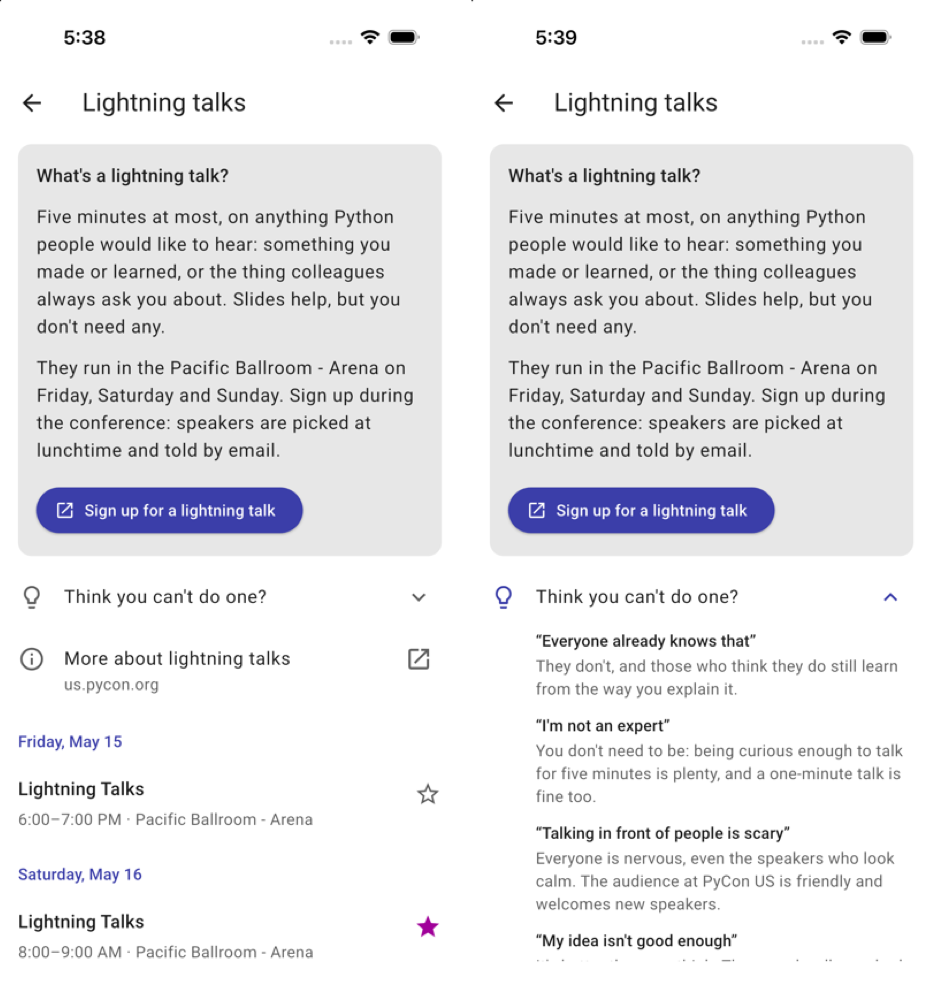 5:38
Lightning talks
What's a lightning talk?
Five minutes at most, on anything Python
people would like to hear: something you
made or learned, or the thing colleagues
always ask you about. Slides help, but you
don't need any.
They run in the Pacific Ballroom - Arena on
Friday, Saturday and Sunday. Sign up during
the conference: speakers are picked at
lunchtime and told by email.
Sign up for a lightning talk
Think you can't do one?
More about lightning talks
us.pycon.org
Friday, May 15
Lightning Talks
6:00–7:00 PM · Pacific Ballroom - Arena
Saturday, May 16
Lightning Talks
8:00–9:00 AM · Pacific Ballroom - Arena
5:39
Lightning talks
What's a lightning talk?
Five minutes at most, on anything Python
people would like to hear: something you
made or learned, or the thing colleagues
always ask you about. Slides help, but you
don't need any.
They run in the Pacific Ballroom - Arena on
Friday, Saturday and Sunday. Sign up during
the conference: speakers are picked at
lunchtime and told by email.
Sign up for a lightning talk
Think you can't do one?
“Everyone already knows that”
They don't, and those who think they do still learn
from the way you explain it.
“I'm not an expert”
You don't need to be: being curious enough to talk
for five minutes is plenty, and a one-minute talk is
fine too.
“Talking in front of people is scary”
Everyone is nervous, even the speakers who look
calm. The audience at PyCon US is friendly and
welcomes new speakers.
“My idea isn't good enough”